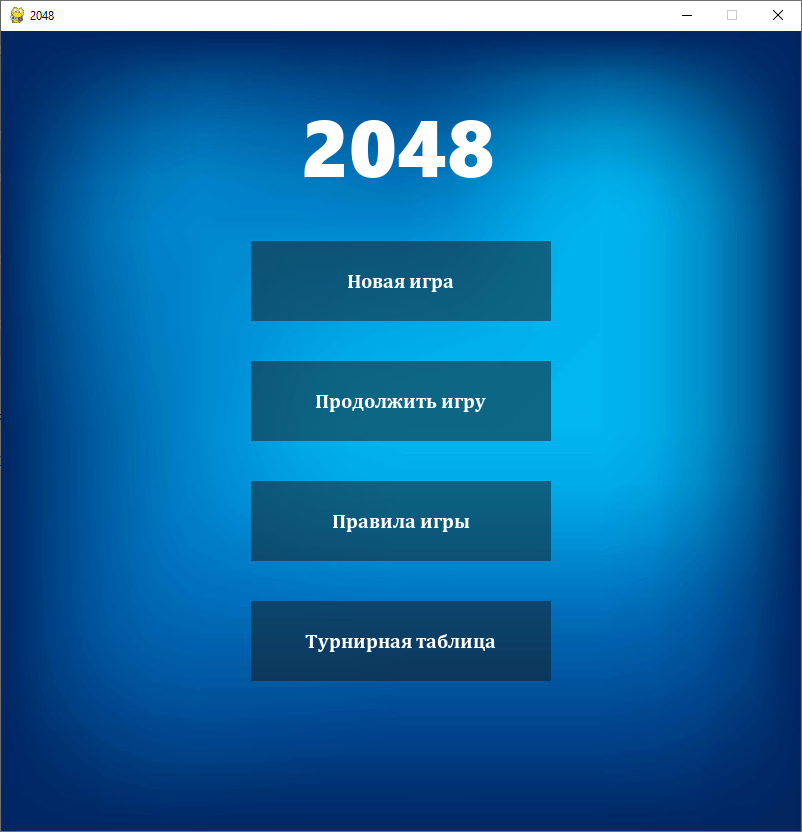 2048
2048
Новая игра
Продолжить игру
Правила игры
Турнирная таблица